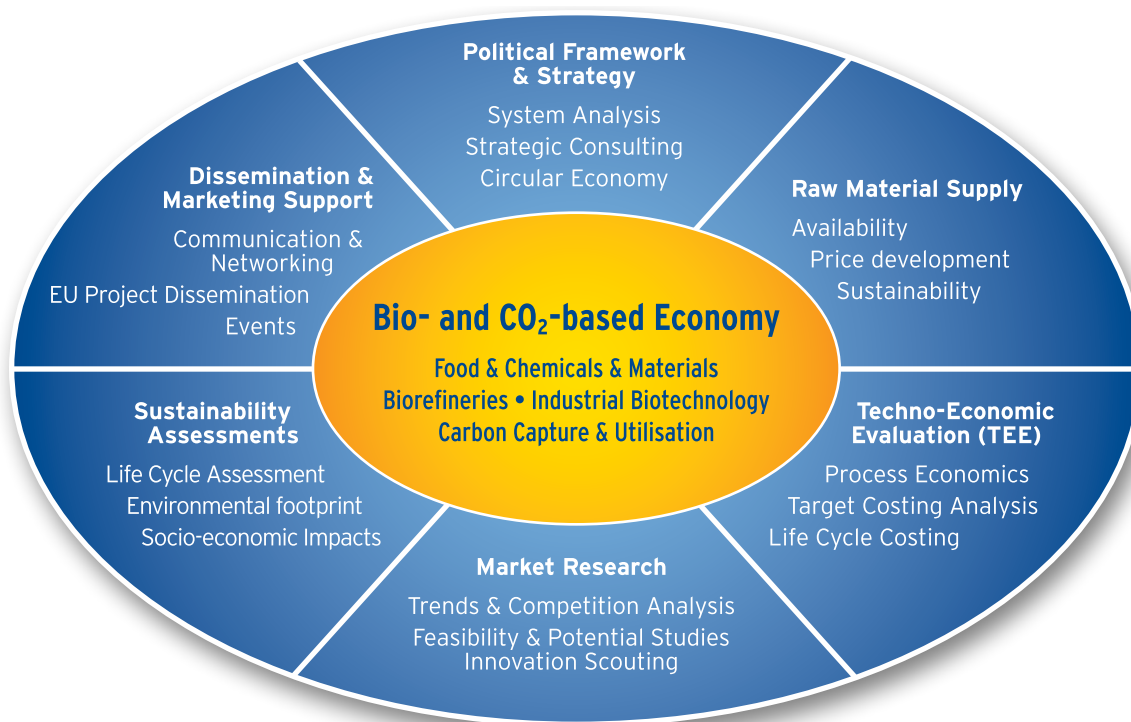 Political Framework
& Strategy
System Analysis
Strategic Consulting
Circular Economy
Raw Material Supply
Availability
Price development
Sustainability
Techno-Economic
Evaluation (TEE)
Process Economics
Target Costing Analysis
Life Cycle Costing
Market Research
Trends & Competition Analysis
Feasibility & Potential Studies
Innovation Scouting
Sustainability
Assessments
Life Cycle Assessment
Environmental footprint
Socio-economic Impacts
Dissemination &
Marketing Support
Communication &
Networking
EU Project Dissemination
Events
Bio- and CO₂-based Economy
Food & Chemicals & Materials
Biorefineries • Industrial Biotechnology
Carbon Capture & Utilisation